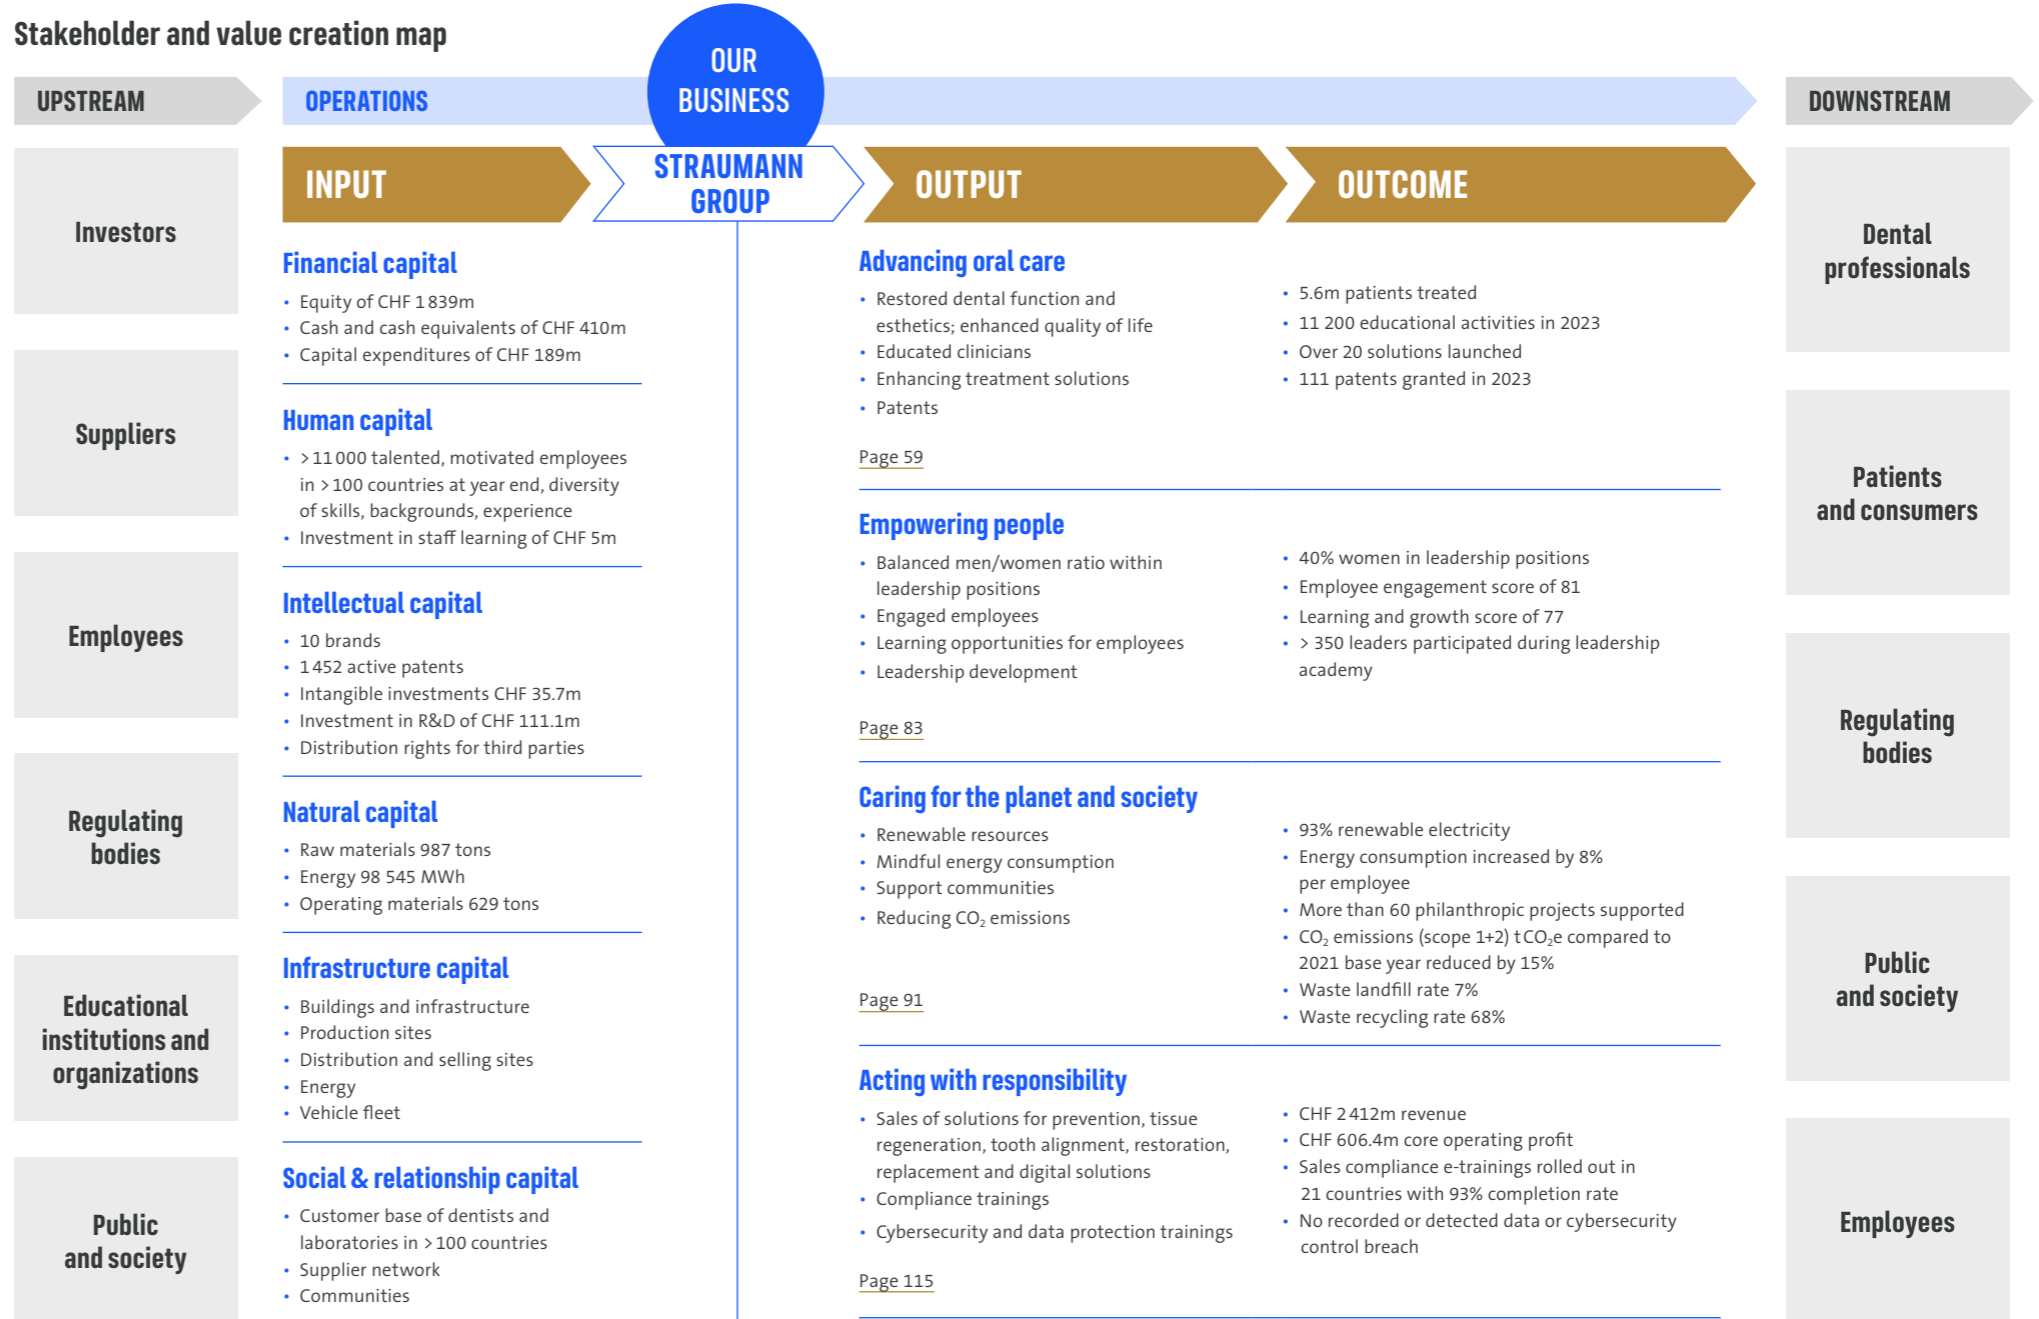 Stakeholder and value creation map
UPSTREAM
Investors
Suppliers
Employees
Regulating
bodies
Educational
institutions and
organizations
Public
and society
OPERATIONS
OUR
BUSINESS
INPUT
STRAUMANN
GROUP
OUTPUT
OUTCOME
Financial capital
• Equity of CHF 1 839m
• Cash and cash equivalents of CHF 410m
• Capital expenditures of CHF 189m
Human capital
• > 11 000 talented, motivated employees
in > 100 countries at year end, diversity
of skills, backgrounds, experience
• Investment in staff learning of CHF 5m
Intellectual capital
• 10 brands
• 1 452 active patents
• Intangible investments CHF 35.7m
• Investment in R&D of CHF 111.1m
• Distribution rights for third parties
Natural capital
• Raw materials 987 tons
• Energy 98 545 MWh
• Operating materials 629 tons
Infrastructure capital
• Buildings and infrastructure
• Production sites
• Distribution and selling sites
• Energy
• Vehicle fleet
Social & relationship capital
• Customer base of dentists and
laboratories in > 100 countries
• Supplier network
• Communities
Advancing oral care
• Restored dental function and
esthetics; enhanced quality of life
• Educated clinicians
• Enhancing treatment solutions
• Patents
Page 59
• 5.6m patients treated
• 11 200 educational activities in 2023
• Over 20 solutions launched
• 111 patents granted in 2023
Empowering people
• Balanced men/women ratio within
leadership positions
• Engaged employees
• Learning opportunities for employees
• Leadership development
Page 83
• 40% women in leadership positions
• Employee engagement score of 81
• Learning and growth score of 77
• > 350 leaders participated during leadership
academy
Caring for the planet and society
• Renewable resources
• Mindful energy consumption
• Support communities
• Reducing CO₂ emissions
Page 91
• 93% renewable electricity
• Energy consumption increased by 8%
per employee
• More than 60 philanthropic projects supported
• CO₂ emissions (scope 1+2) tCO₂e compared to
2021 base year reduced by 15%
• Waste landfill rate 7%
• Waste recycling rate 68%
Acting with responsibility
• Sales of solutions for prevention, tissue
regeneration, tooth alignment, restoration,
replacement and digital solutions
• Compliance trainings
• Cybersecurity and data protection trainings
Page 115
• CHF 2 412m revenue
• CHF 606.4m core operating profit
• Sales compliance e-trainings rolled out in
21 countries with 93% completion rate
• No recorded or detected data or cybersecurity
control breach
DOWNSTREAM
Dental
professionals
Patients
and consumers
Regulating
bodies
Public
and society
Employees